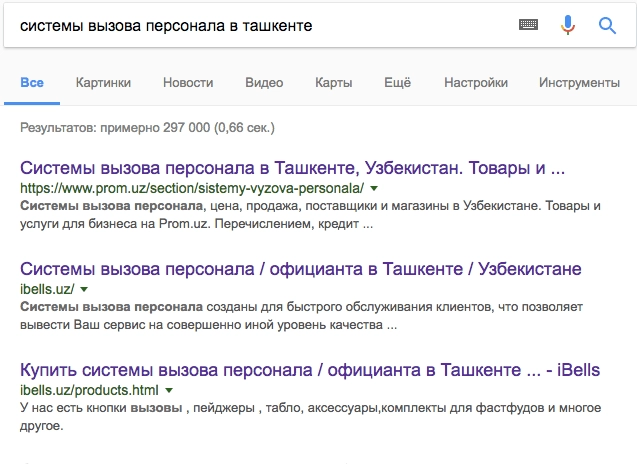 системы вызова персонала в ташкенте
Все Картинки Новости Видео Карты Ещё Настройки Инструменты
Результатов: примерно 297 000 (0,66 сек.)
Системы вызова персонала в Ташкенте, Узбекистан. Товары и ...
https://www.prom.uz/section/sistemy-vyzova-personala/
Системы вызова персонала, цена, продажа, поставщики и магазины в Узбекистане. Товары и
услуги для бизнеса на Prom.uz. Перечислением, кредит ...
Системы вызова персонала / официанта в Ташкенте / Узбекистане
ibells.uz/
Системы вызова персонала созданы для быстрого обслуживания клиентов, что позволяет
вывести Ваш сервис на совершенно иной уровень качества ...
Купить системы вызова персонала / официанта в Ташкенте ... - iBells
ibells.uz/products.html
У нас есть кнопки вызовы , пейджеры , табло, аксессуары,комплекты для фастфудов и многое
другое.